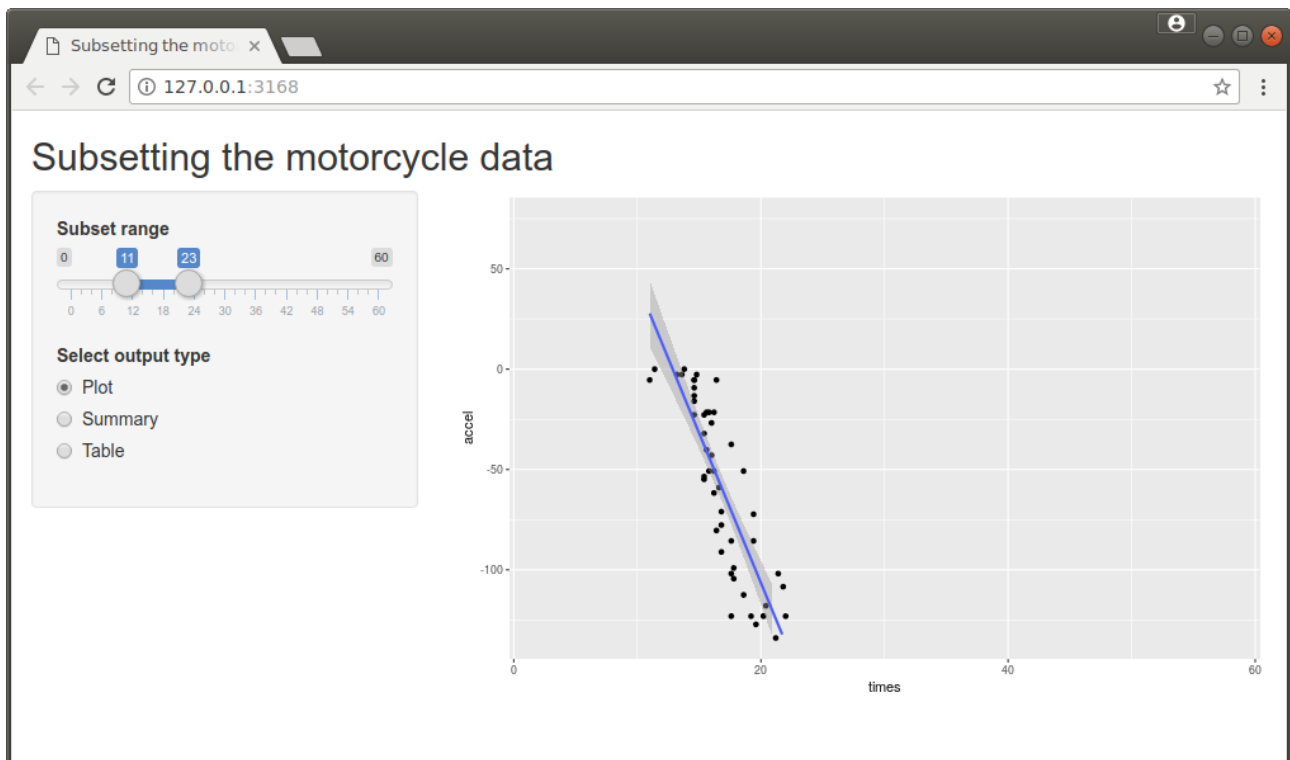 Subsetting the moto
127.0.0.1:3168
Subsetting the motorcycle data
Subset range
0 11 23 60
0 6 12 18 24 30 36 42 48 54 60
Select output type
Plot
Summary
Table
50
0
-50
-100
accel
0 20 40 60
times